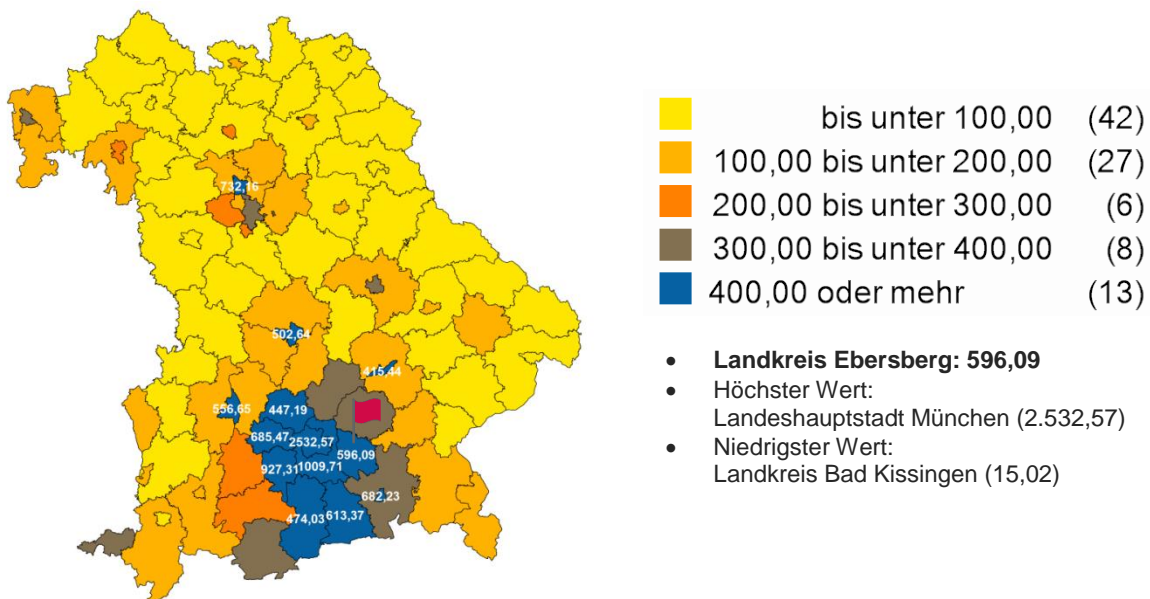 732,16
502,64
415,44
556,65
447,19
685,47
2532,57
596,09
927,31
1009,71
682,23
474,03
613,37
bis unter 100,00 (42)
100,00 bis unter 200,00 (27)
200,00 bis unter 300,00 (6)
300,00 bis unter 400,00 (8)
400,00 oder mehr (13)
• Landkreis Ebersberg: 596,09
• Höchster Wert:
Landeshauptstadt München (2.532,57)
• Niedrigster Wert:
Landkreis Bad Kissingen (15,02)